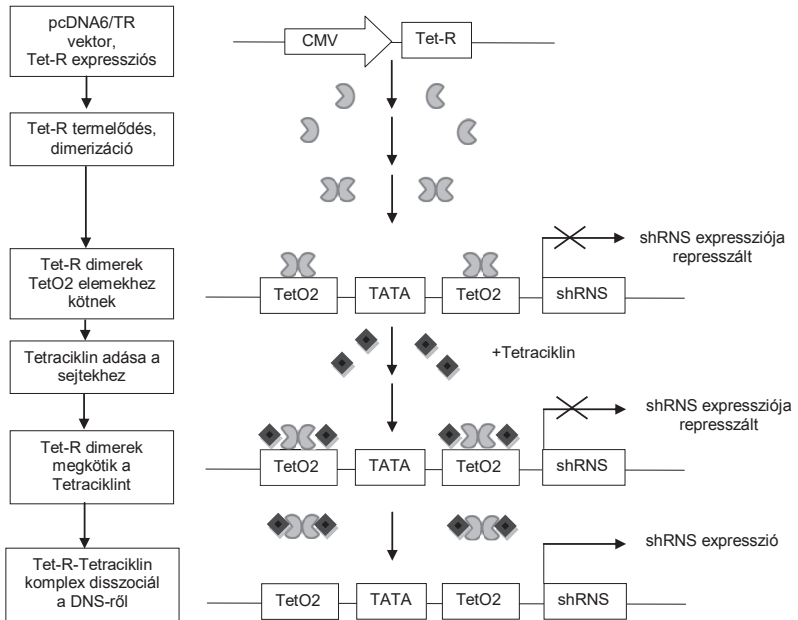 pcDNA6/TR
vektor,
Tet-R expressziós
CMV
Tet-R
Tet-R termelődés,
dimerizáció
Tet-R dimerek
TetO2 elemekhez
kötnek
TetO2
TATA
TetO2
shRNS
shRNS expressziója
represszált
Tetraciklin adása a
sejtekhez
+Tetraciklin
Tet-R dimerek
megkötik a
Tetraciklint
TetO2
TATA
TetO2
shRNS
shRNS expressziója
represszált
Tet-R-Tetraciklin
komplex disszociál
a DNS-ről
TetO2
TATA
TetO2
shRNS
shRNS expresszió